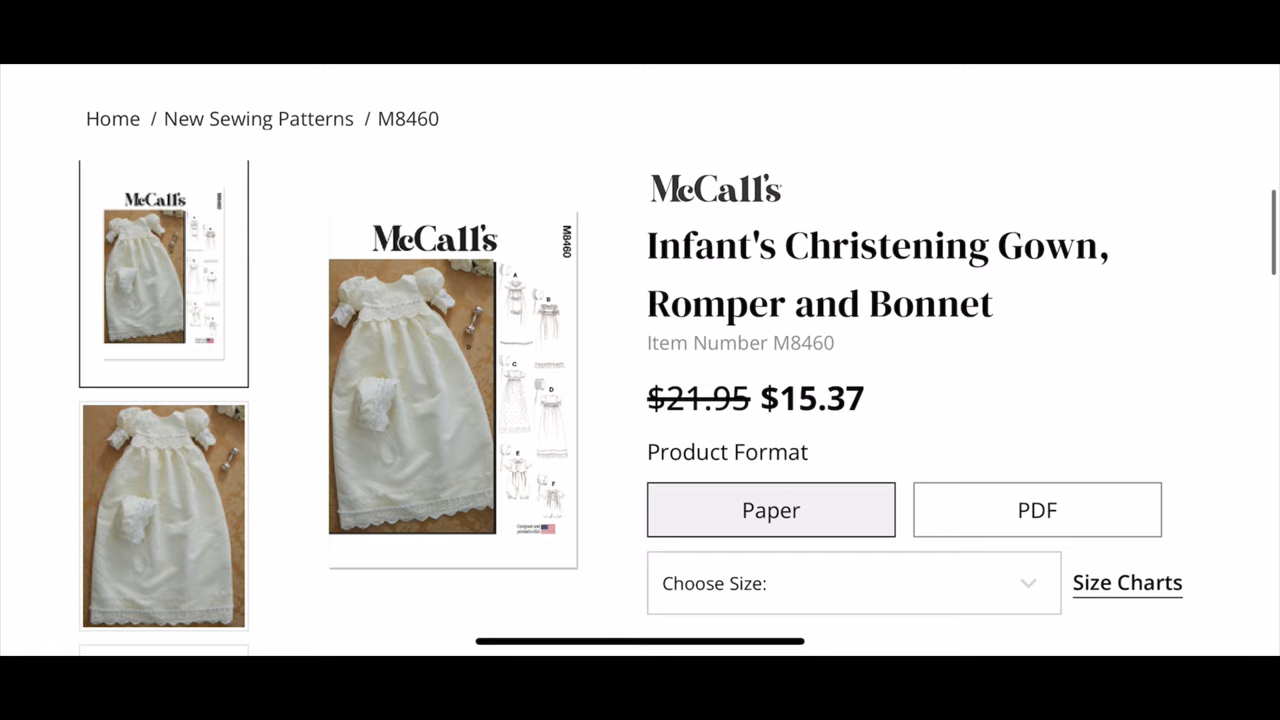 Home / New Sewing Patterns / M8460
McCall's
M8460
McCall's
M8460
A
B
C
D
E
F
D
McCall's
Infant's Christening Gown,
Romper and Bonnet
Item Number M8460
$21.95 $15.37
Product Format
Paper
PDF
Choose Size:
Size Charts